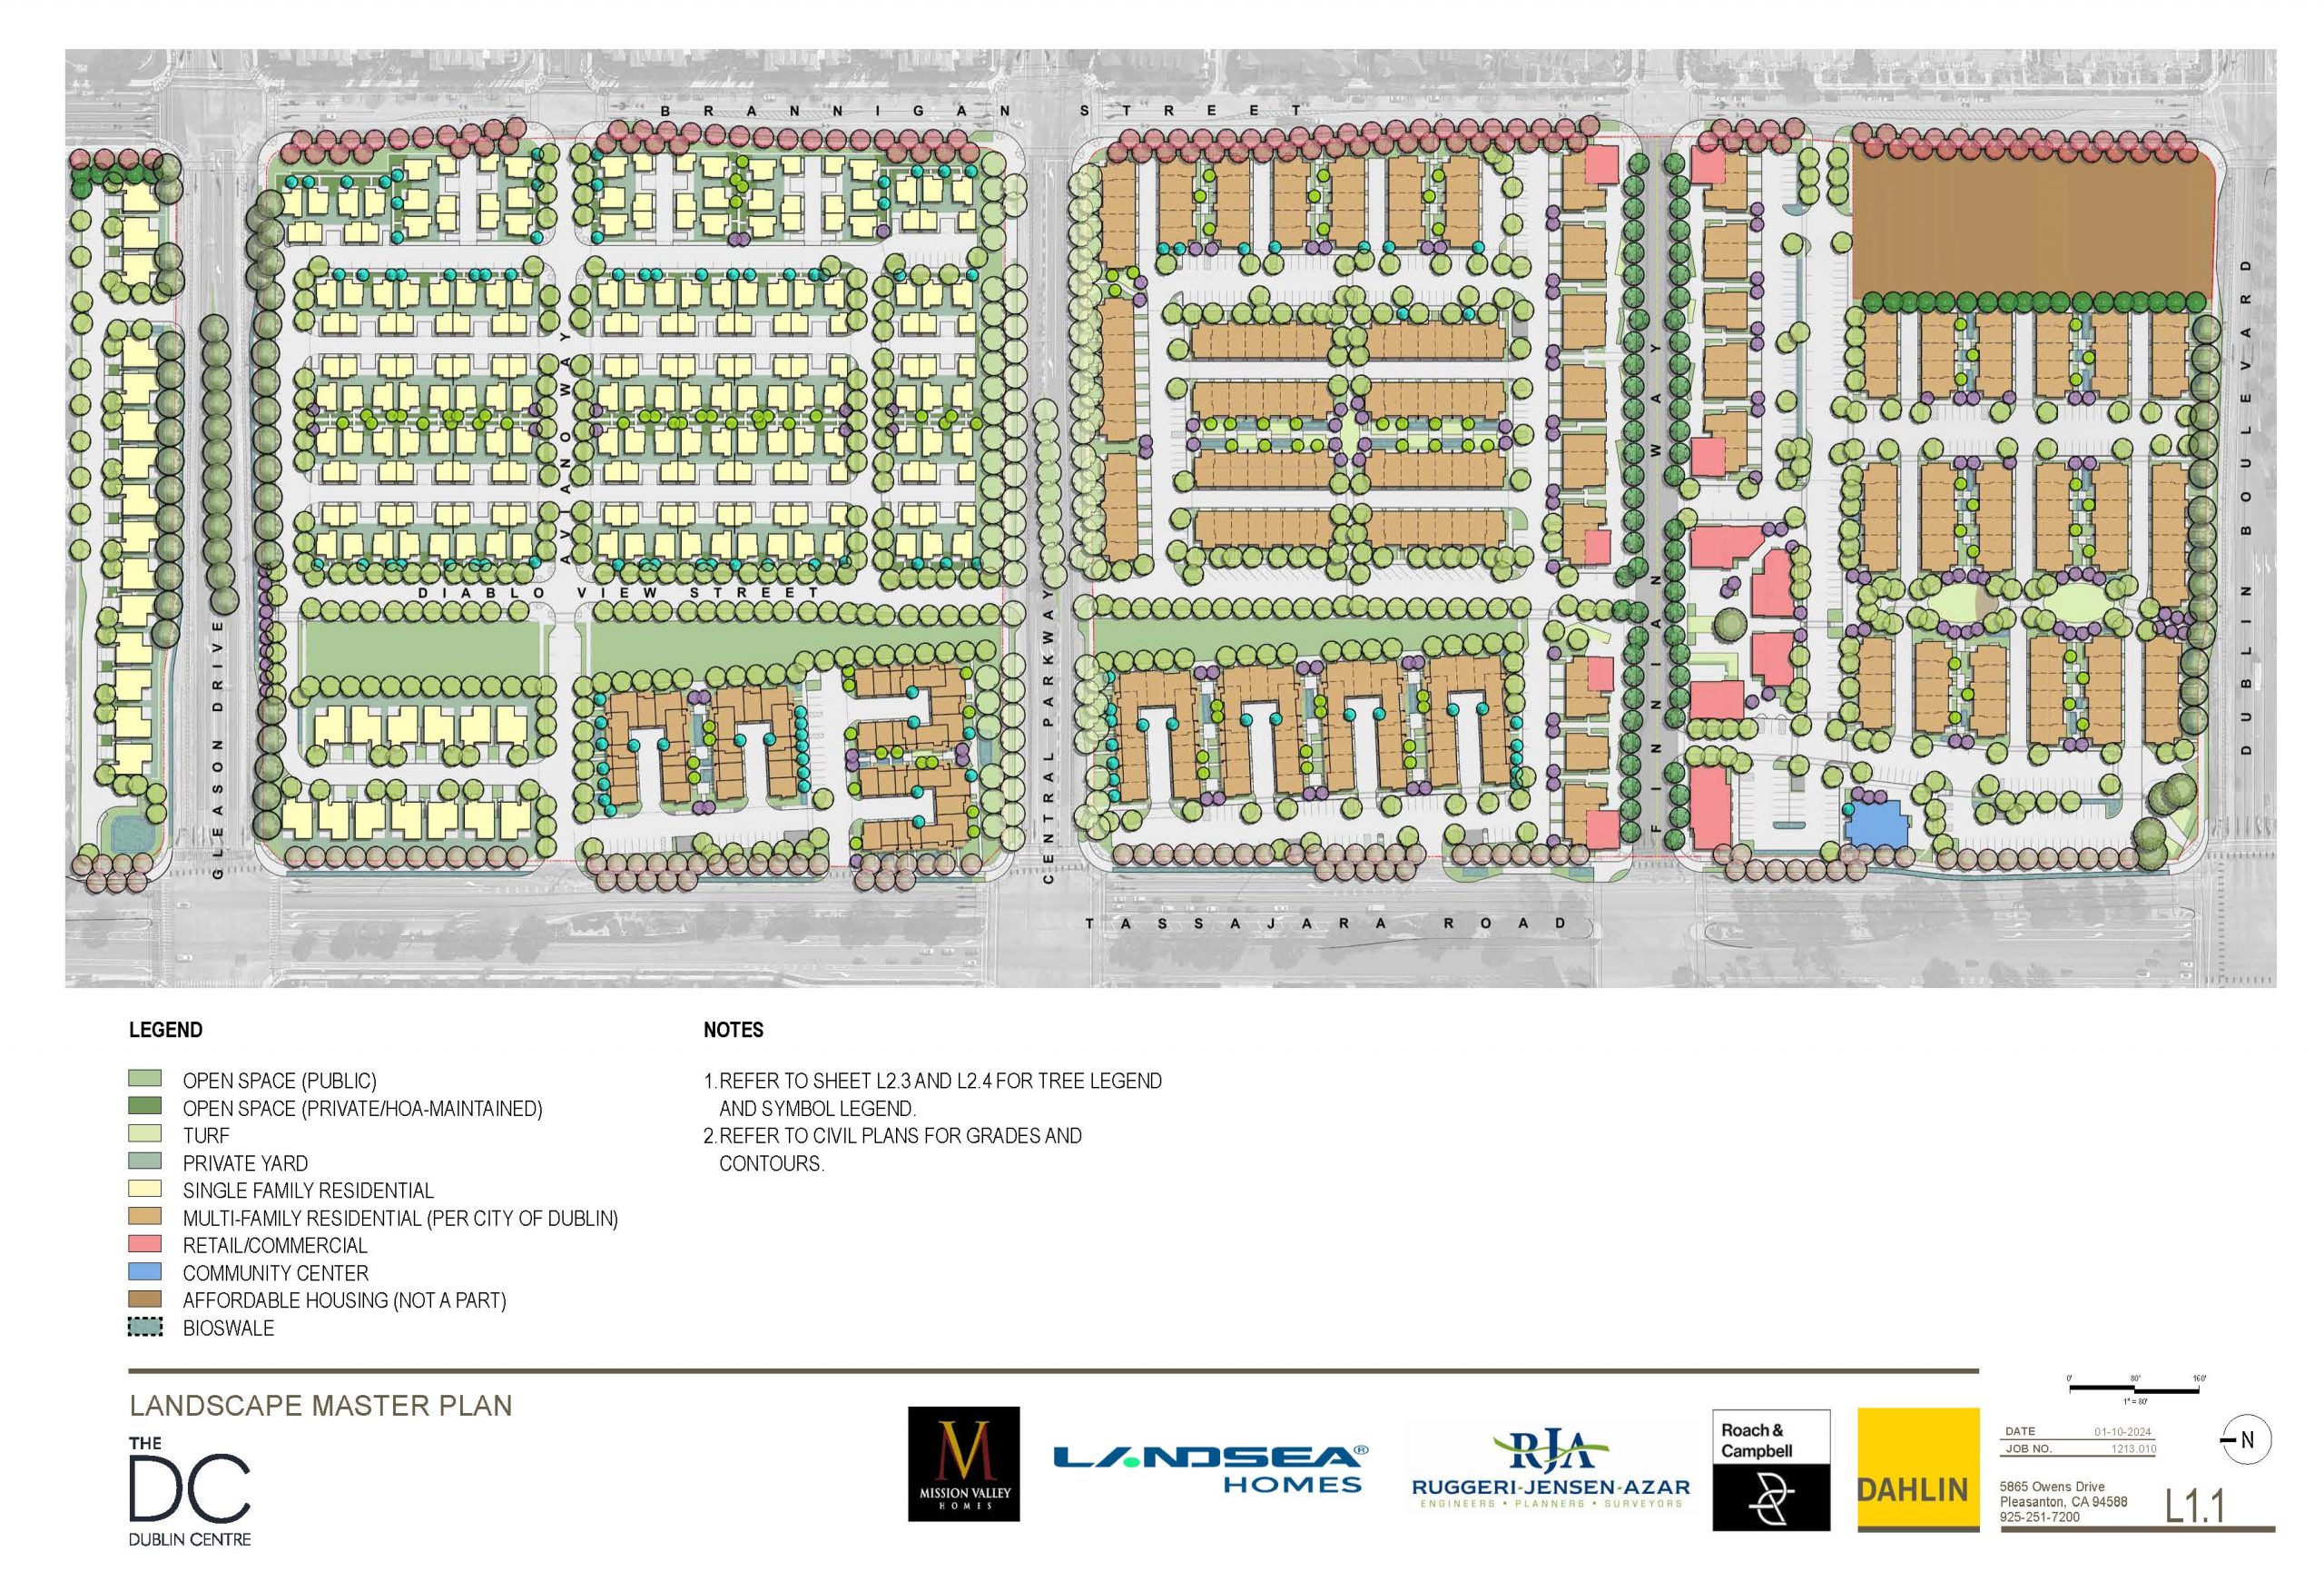 BRANNIGAN STREET
AVIANO WAY
DIABLO VIEW STREET
GLEASON DRIVE
CENTRAL PARKWAY
FINNIAN WAY
DUBLIN BOULEVARD
TASSAJARA ROAD
LEGEND
OPEN SPACE (PUBLIC)
OPEN SPACE (PRIVATE/HOA-MAINTAINED)
TURF
PRIVATE YARD
SINGLE FAMILY RESIDENTIAL
MULTI-FAMILY RESIDENTIAL (PER CITY OF DUBLIN)
RETAIL/COMMERCIAL
COMMUNITY CENTER
AFFORDABLE HOUSING (NOT A PART)
BIOSWALE
NOTES
1. REFER TO SHEET L2.3 AND L2.4 FOR TREE LEGEND
AND SYMBOL LEGEND.
2. REFER TO CIVIL PLANS FOR GRADES AND
CONTOURS.
LANDSCAPE MASTER PLAN
THE
DC
DUBLIN CENTRE
M
MISSION VALLEY
HOMES
LANDSEA®
HOMES
RJA
RUGGERI-JENSEN-AZAR
ENGINEERS • PLANNERS • SURVEYORS
Roach &
Campbell
DAHLIN
0' 80' 160'
1" = 80'
DATE 01-10-2024
JOB NO. 1213.010
5865 Owens Drive
Pleasanton, CA 94588
925-251-7200
L1.1
N